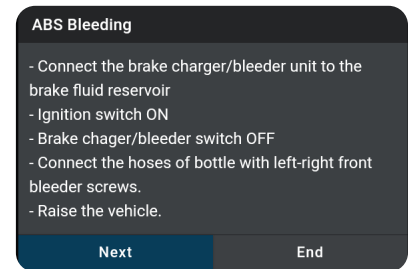 ABS Bleeding
- Connect the brake charger/bleeder unit to the
brake fluid reservoir
- Ignition switch ON
- Brake chager/bleeder switch OFF
- Connect the hoses of bottle with left-right front
bleeder screws.
- Raise the vehicle.
Next
End